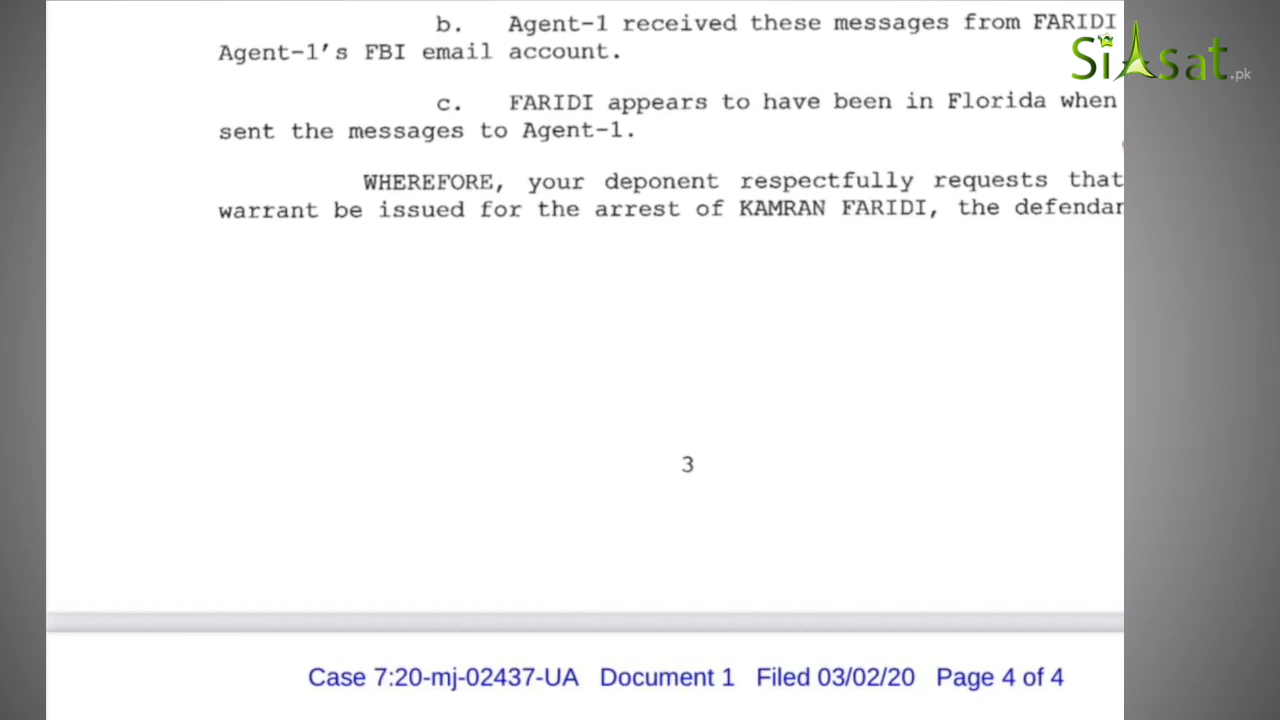 b. Agent-1 received these messages from FARIDI
Agent-1's FBI email account.
c. FARIDI appears to have been in Florida when
sent the messages to Agent-1.
WHEREFORE, your deponent respectfully requests that
warrant be issued for the arrest of KAMRAN FARIDI, the defendan
3
Case 7:20-mj-02437-UA Document 1 Filed 03/02/20 Page 4 of 4
Siasat.pk